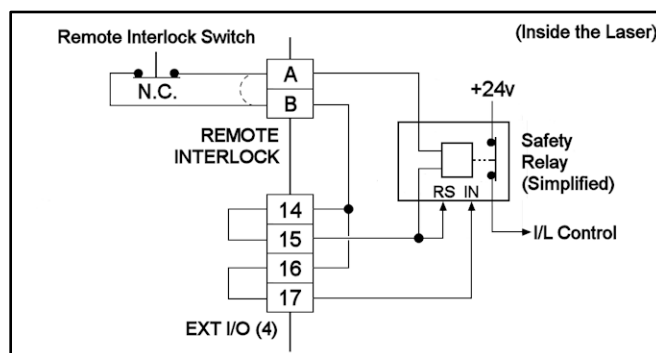 Remote Interlock Switch
(Inside the Laser)
N.C.
A
B
+24v
REMOTE
INTERLOCK
Safety
Relay
(Simplified)
RS IN
14
15
16
17
I/L Control
EXT I/O (4)